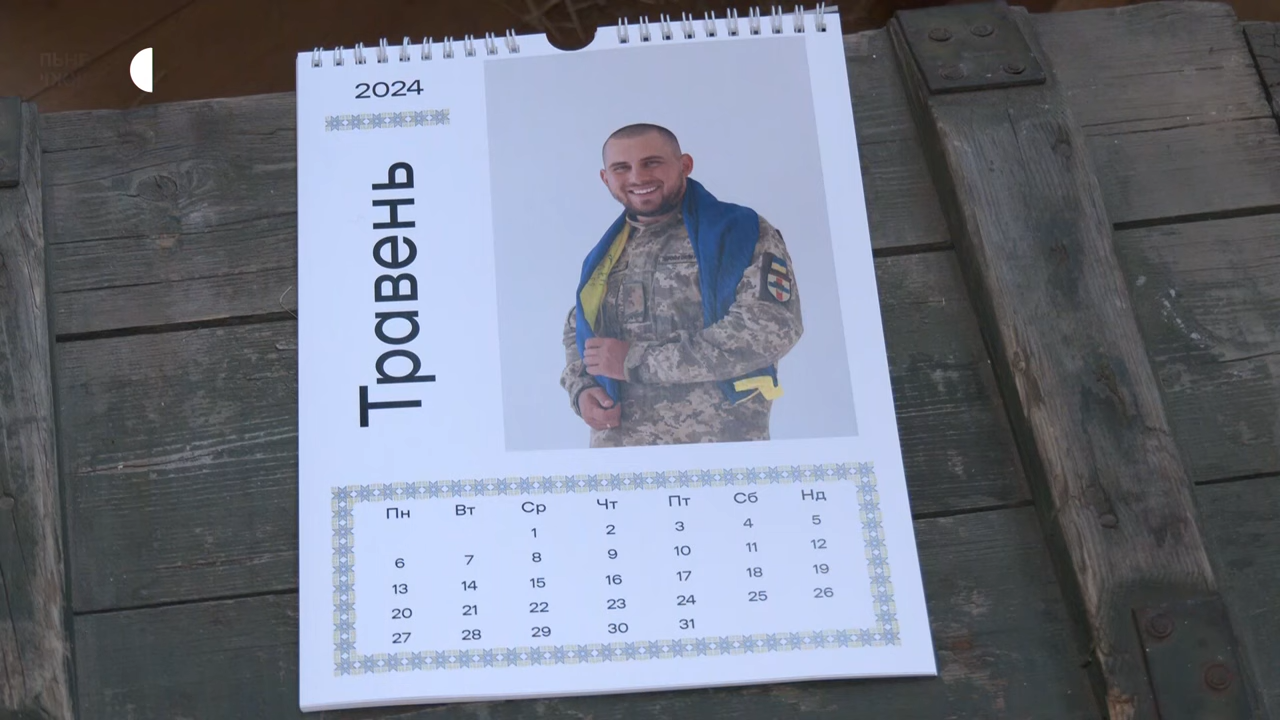 2024
Травень
Пн Вт Ср Чт Пт Сб Нд
1 2 3 4 5
6 7 8 9 10 11 12
13 14 15 16 17 18 19
20 21 22 23 24 25 26
27 28 29 30 31